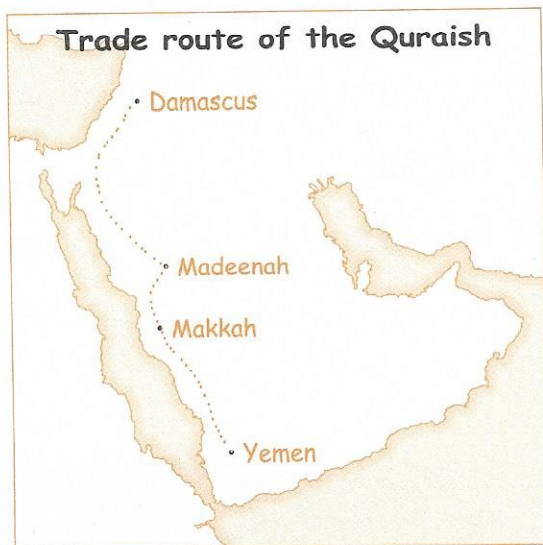 Trade route of the Quraish
Damascus
Madeenah
Makkah
Yemen